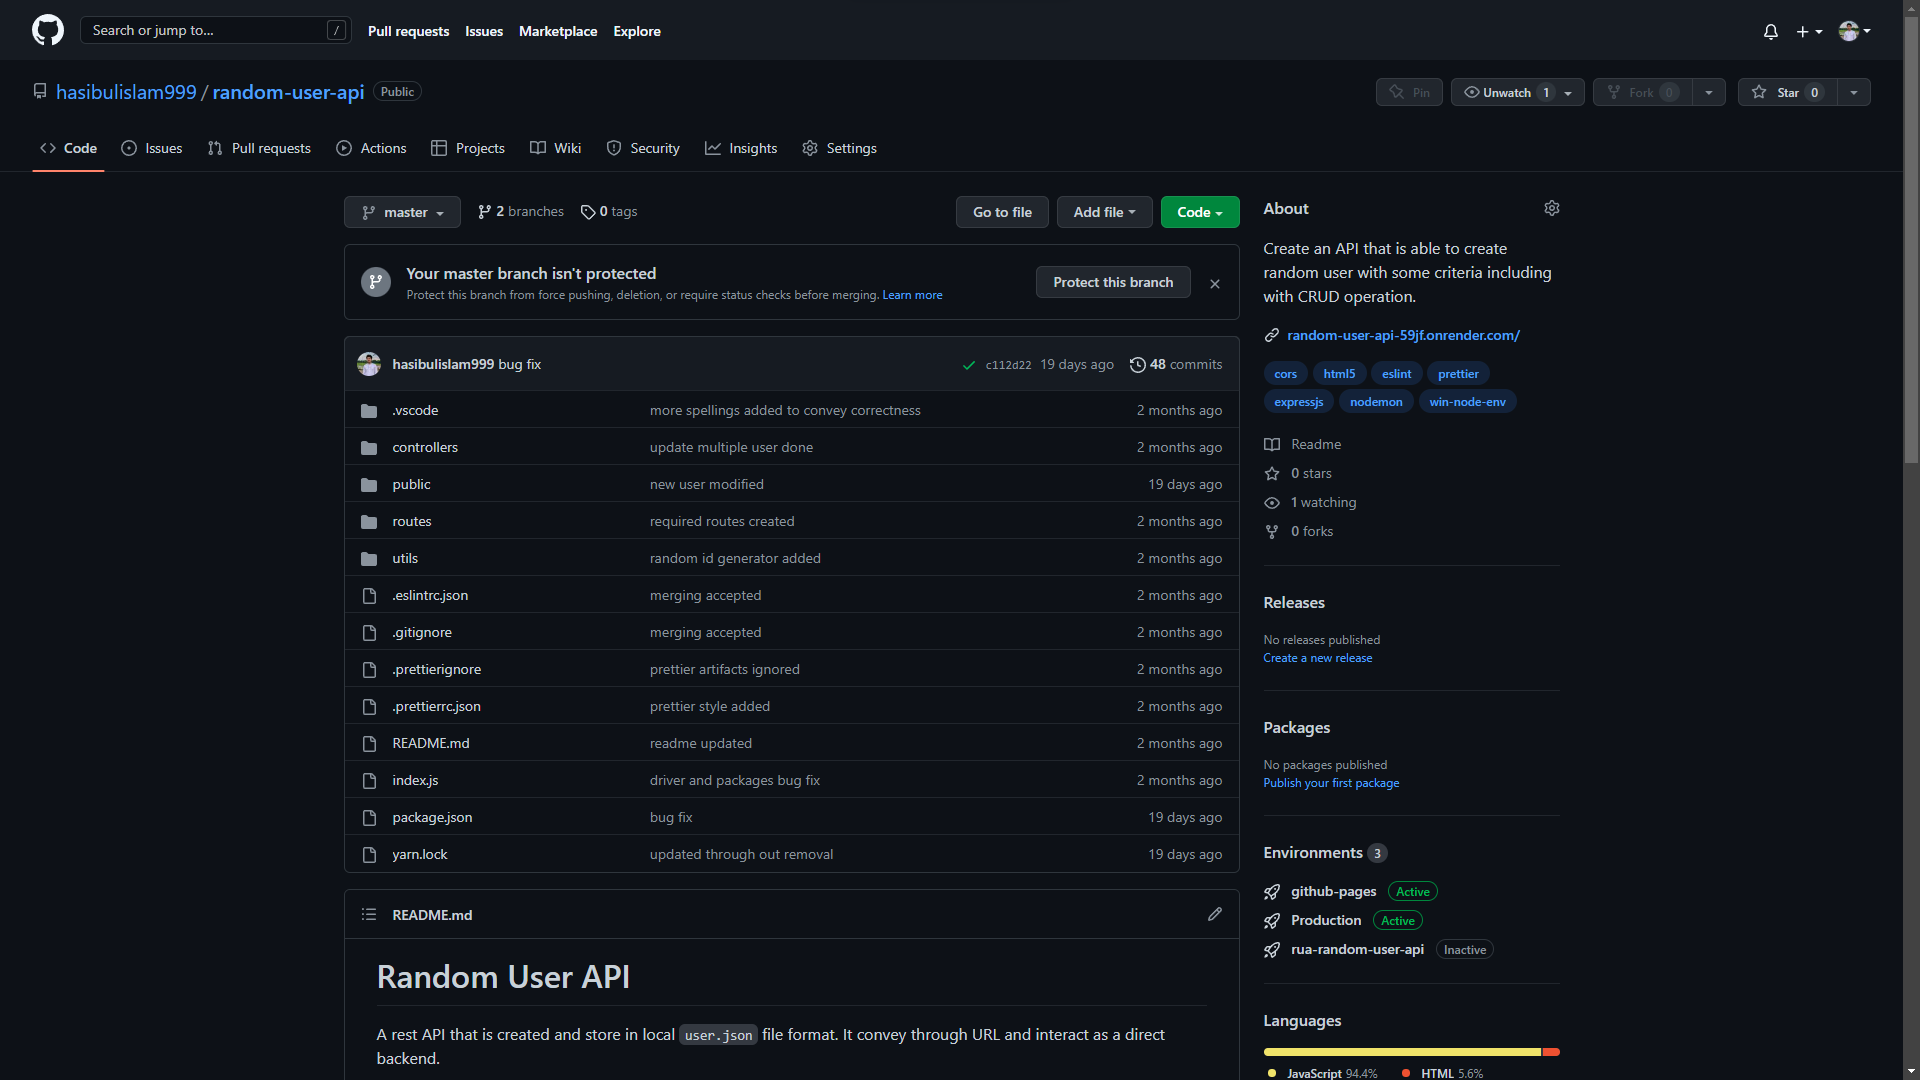 Search or jump to... /
Pull requests Issues Marketplace Explore
hasibulislam999 / random-user-api Public
Pin Unwatch 1 Fork 0 Star 0
Code Issues Pull requests Actions Projects Wiki Security Insights Settings
master 2 branches 0 tags Go to file Add file Code
Your master branch isn't protected
Protect this branch from force pushing, deletion, or require status checks before merging. Learn more
Protect this branch
hasibulislam999 bug fix c112d22 19 days ago 48 commits
.vscode more spellings added to convey correctness 2 months ago
controllers update multiple user done 2 months ago
public new user modified 19 days ago
routes required routes created 2 months ago
utils random id generator added 2 months ago
.eslintrc.json merging accepted 2 months ago
.gitignore merging accepted 2 months ago
.prettierignore prettier artifacts ignored 2 months ago
.prettierrc.json prettier style added 2 months ago
README.md readme updated 2 months ago
index.js driver and packages bug fix 2 months ago
package.json bug fix 19 days ago
yarn.lock updated through out removal 19 days ago
README.md
Random User API
A rest API that is created and store in local user.json file format. It convey through URL and interact as a direct
backend.
About
Create an API that is able to create
random user with some criteria including
with CRUD operation.
random-user-api-59jf.onrender.com/
cors html5 eslint prettier
expressjs nodemon win-node-env
Readme
0 stars
1 watching
0 forks
Releases
No releases published
Create a new release
Packages
No packages published
Publish your first package
Environments 3
github-pages Active
Production Active
rua-random-user-api Inactive
Languages
JavaScript 94.4% HTML 5.6%